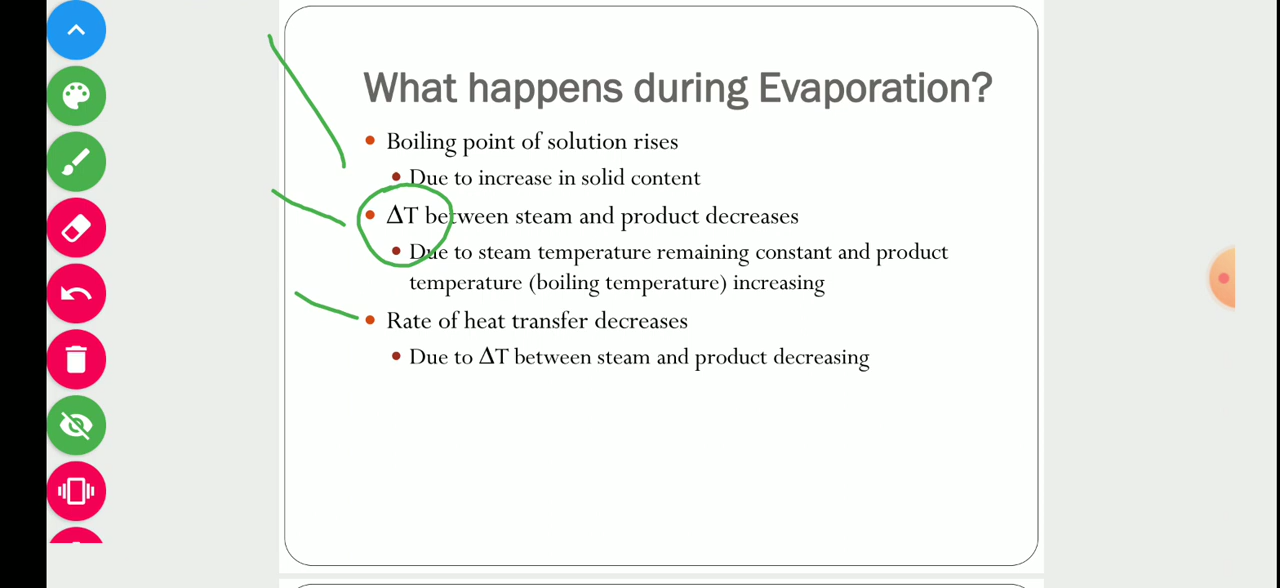 What happens during Evaporation?
Boiling point of solution rises
Due to increase in solid content
ΔT between steam and product decreases
Due to steam temperature remaining constant and product
temperature (boiling temperature) increasing
Rate of heat transfer decreases
Due to ΔT between steam and product decreasing